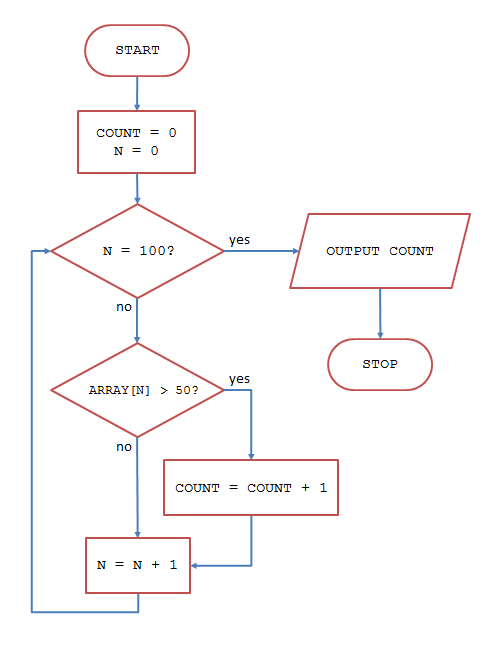 START
COUNT = 0
N = 0
N = 100?
yes
OUTPUT COUNT
no
STOP
ARRAY[N] > 50?
yes
no
COUNT = COUNT + 1
N = N + 1